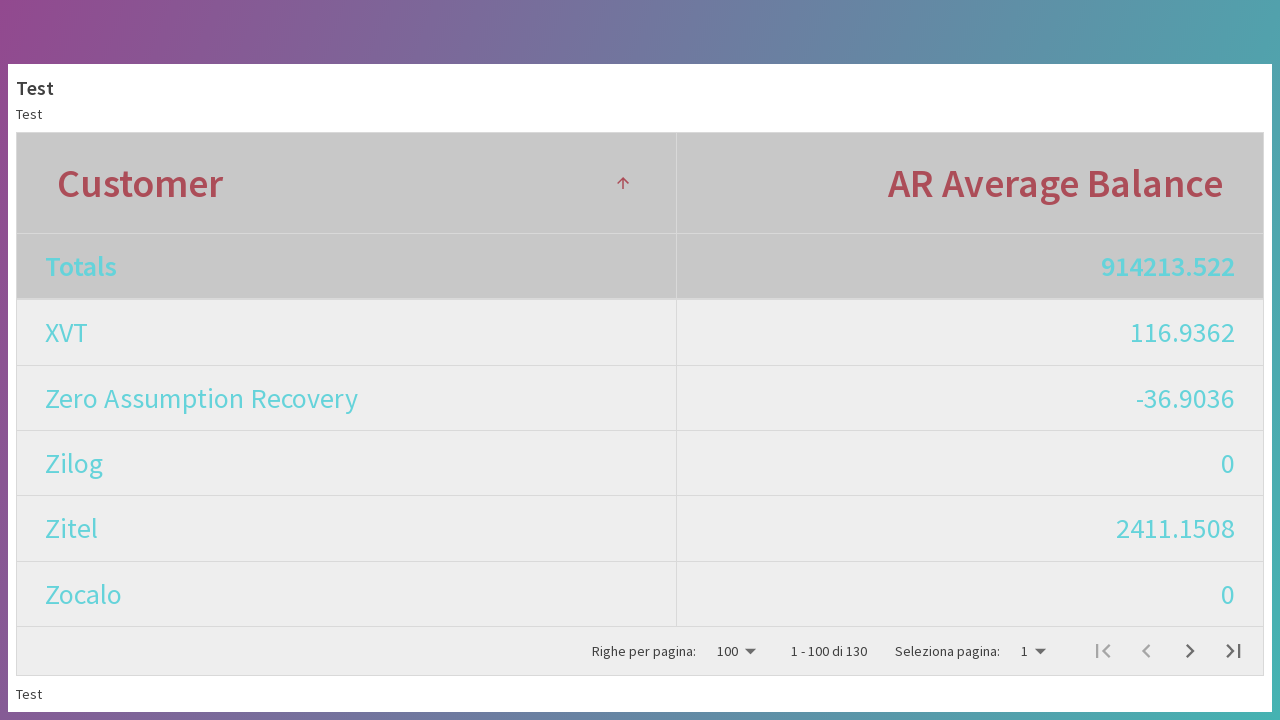 Test
Test
Customer AR Average Balance
Totals 914213.522
XVT 116.9362
Zero Assumption Recovery -36.9036
Zilog 0
Zitel 2411.1508
Zocalo 0
Righe per pagina: 100 1 - 100 di 130 Seleziona pagina: 1
Test